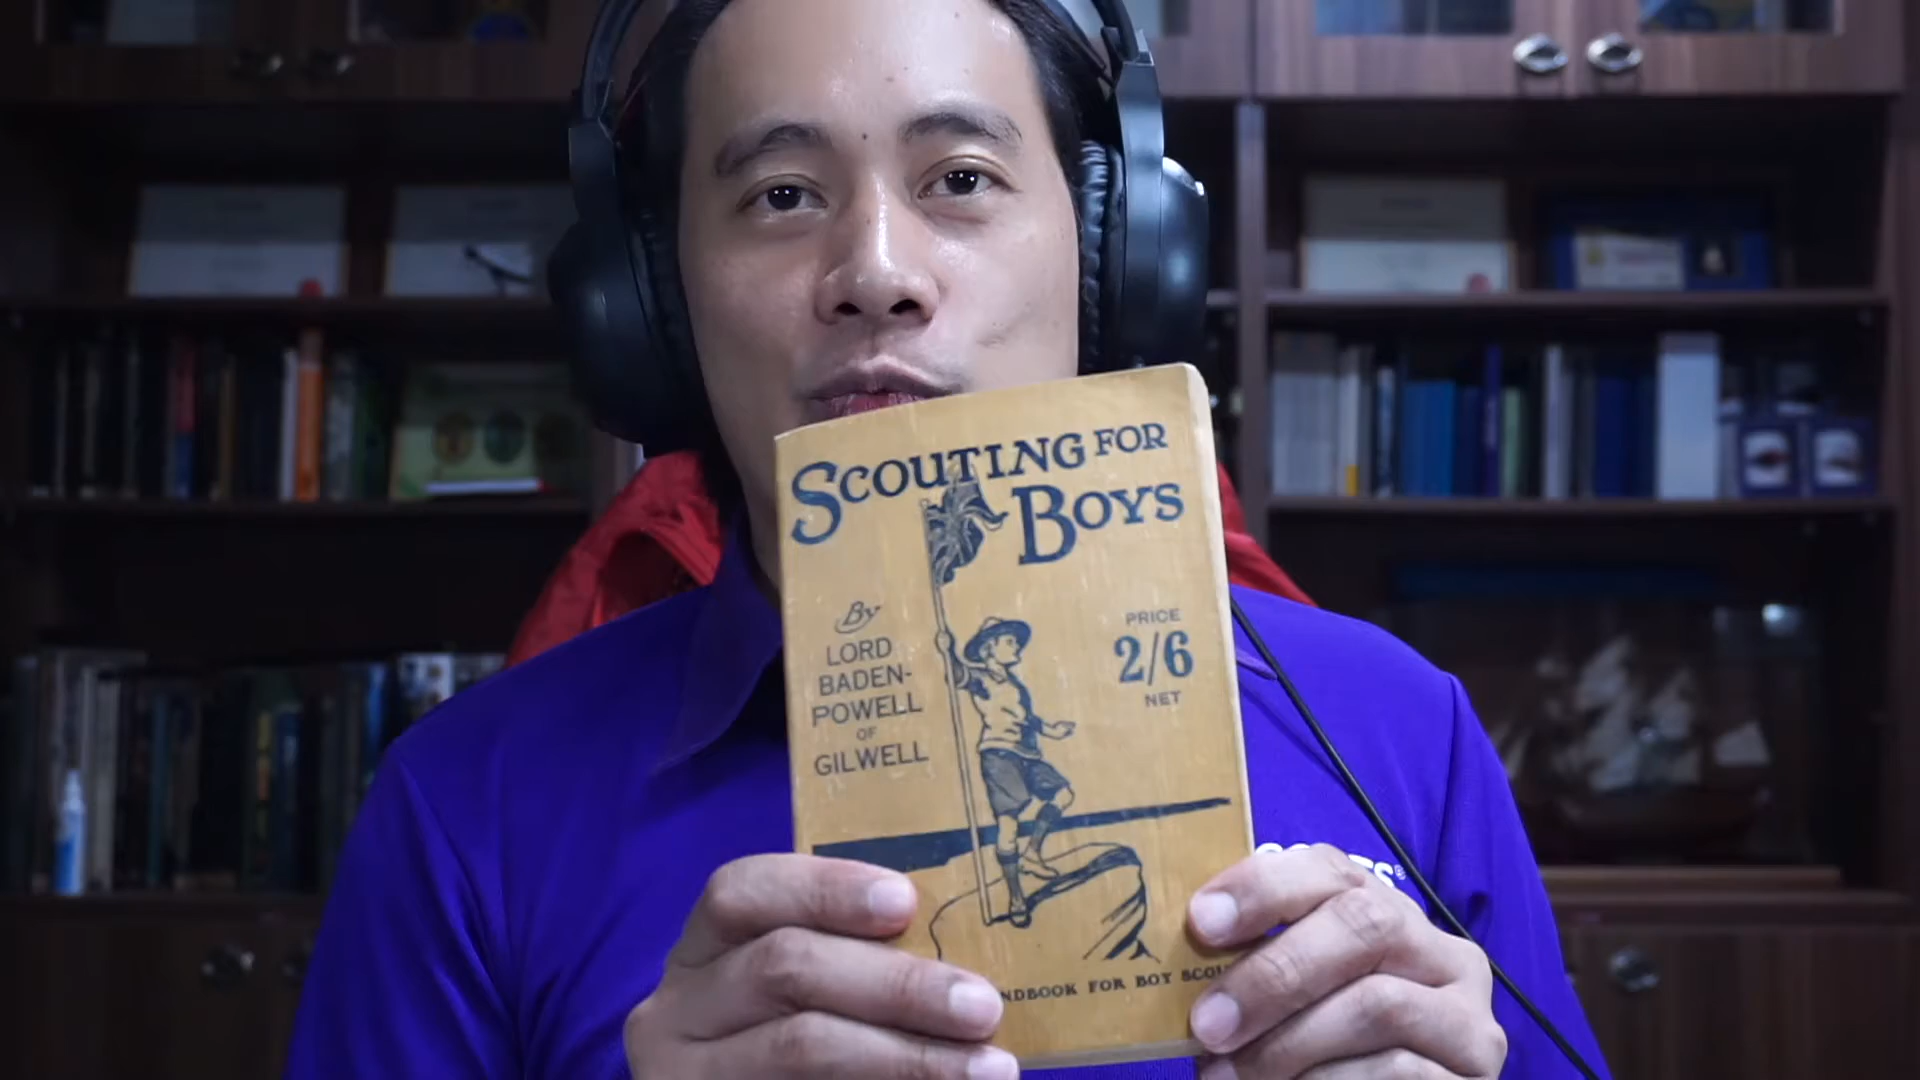 SCOUTING FOR
BOYS
By
LORD
BADEN-
POWELL
OF
GILWELL
PRICE
2/6
NET
NDBOOK FOR BOY SCOU